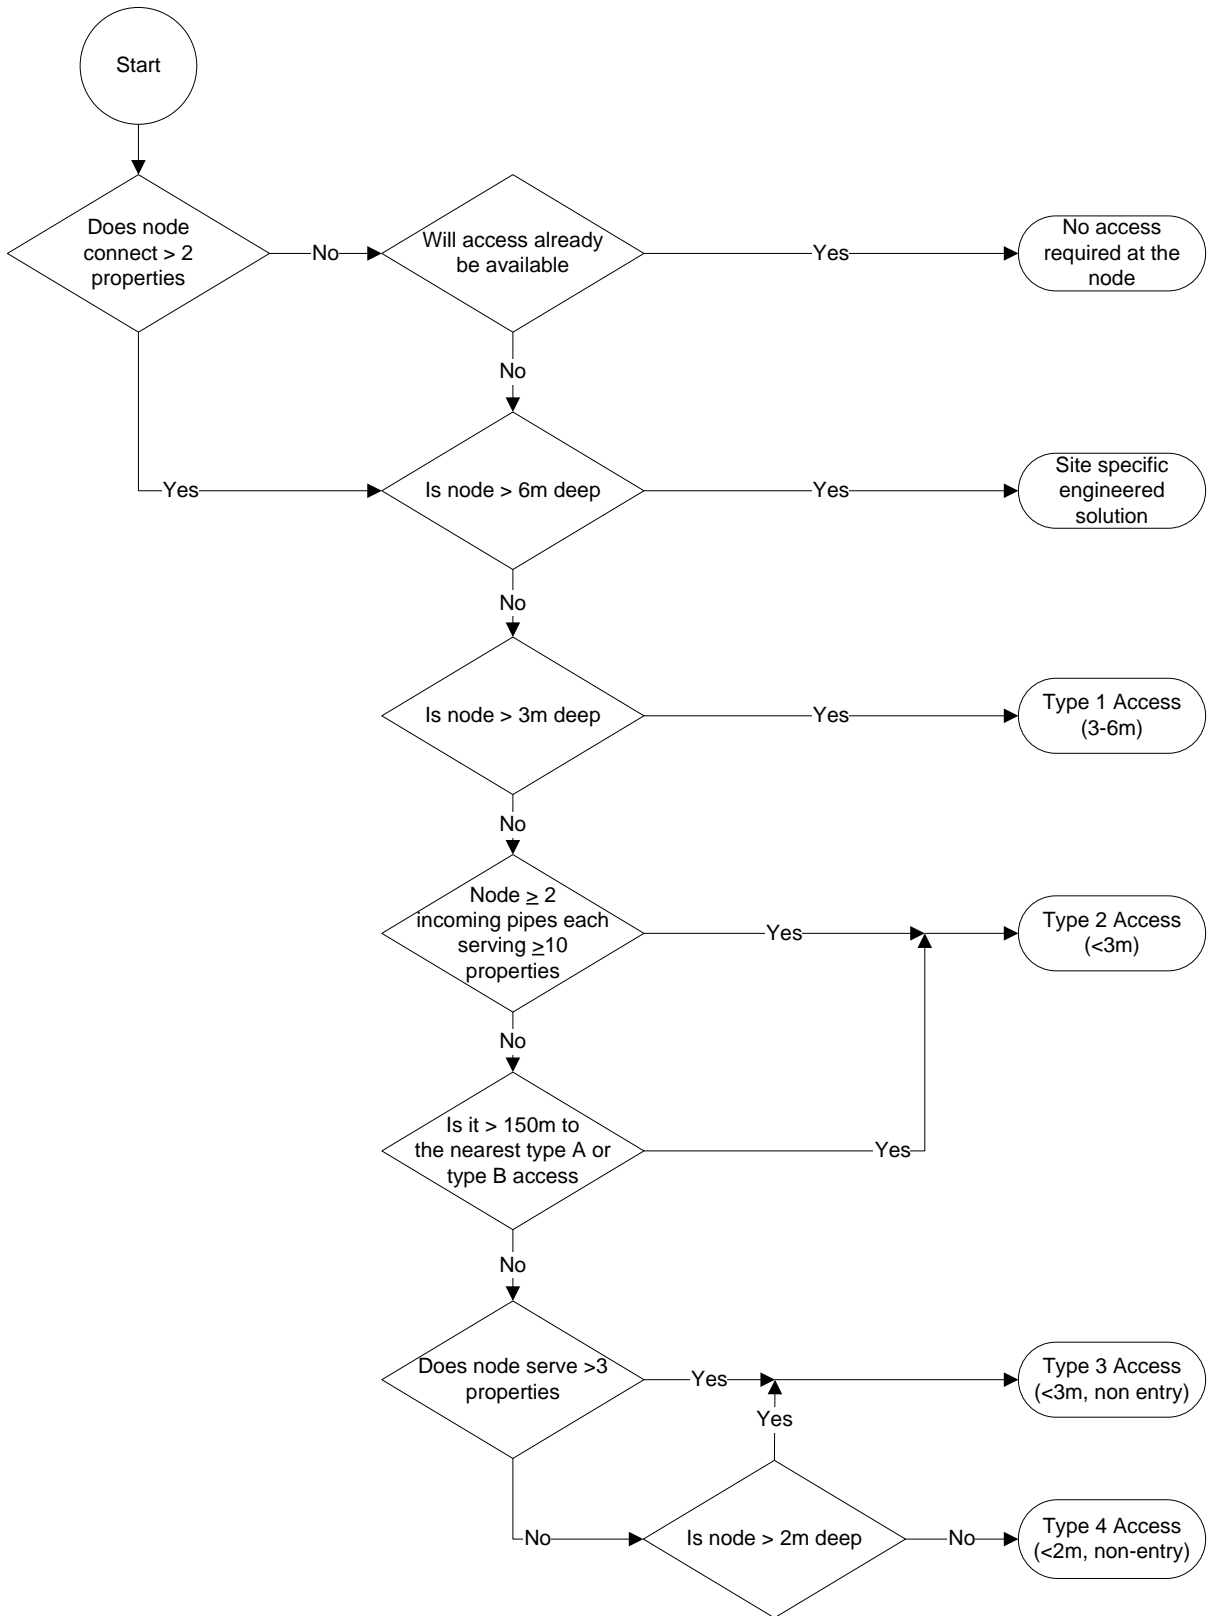 Start
Does node
connect > 2
properties
No
Will access already
be available
Yes
No access
required at the
node
No
Yes
Is node > 6m deep
Yes
Site specific
engineered
solution
No
Is node > 3m deep
Yes
Type 1 Access
(3-6m)
No
Node ≥ 2
incoming pipes each
serving ≥10
properties
Yes
Type 2 Access
(<3m)
No
Is it > 150m to
the nearest type A or
type B access
Yes
No
Does node serve >3
properties
Yes
Type 3 Access
(<3m, non entry)
Yes
No
Is node > 2m deep
No
Type 4 Access
(<2m, non-entry)